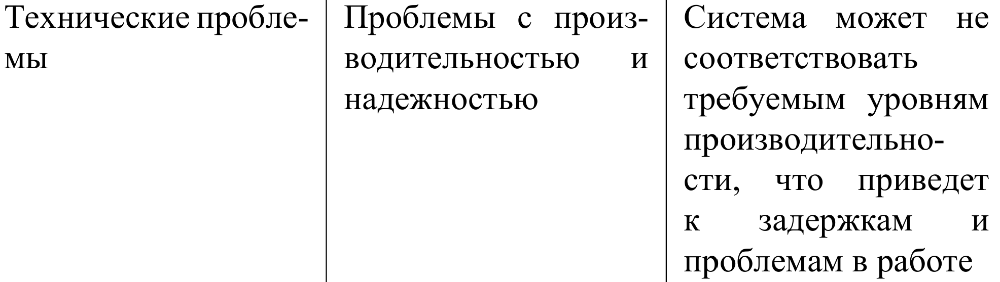 Технические пробле-
мы
Проблемы с произ-
водительностью и
надежностью
Система может не
соответствовать
требуемым уровням
производительно-
сти, что приведет
к задержкам и
проблемам в работе